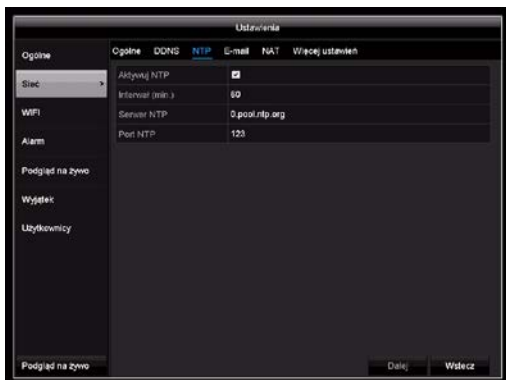 Ustawienia
Ogólne
Sieć >
WIFI
Alarm
Podgląd na żywo
Wyjątek
Użytkownicy
Podgląd na żywo
Ogólne DDNS NTP E-mail NAT Więcej ustawień
Aktywuj NTP
Interwał (min.) 60
Serwer NTP 0.pool.ntp.org
Port NTP 123
Dalej Wstecz